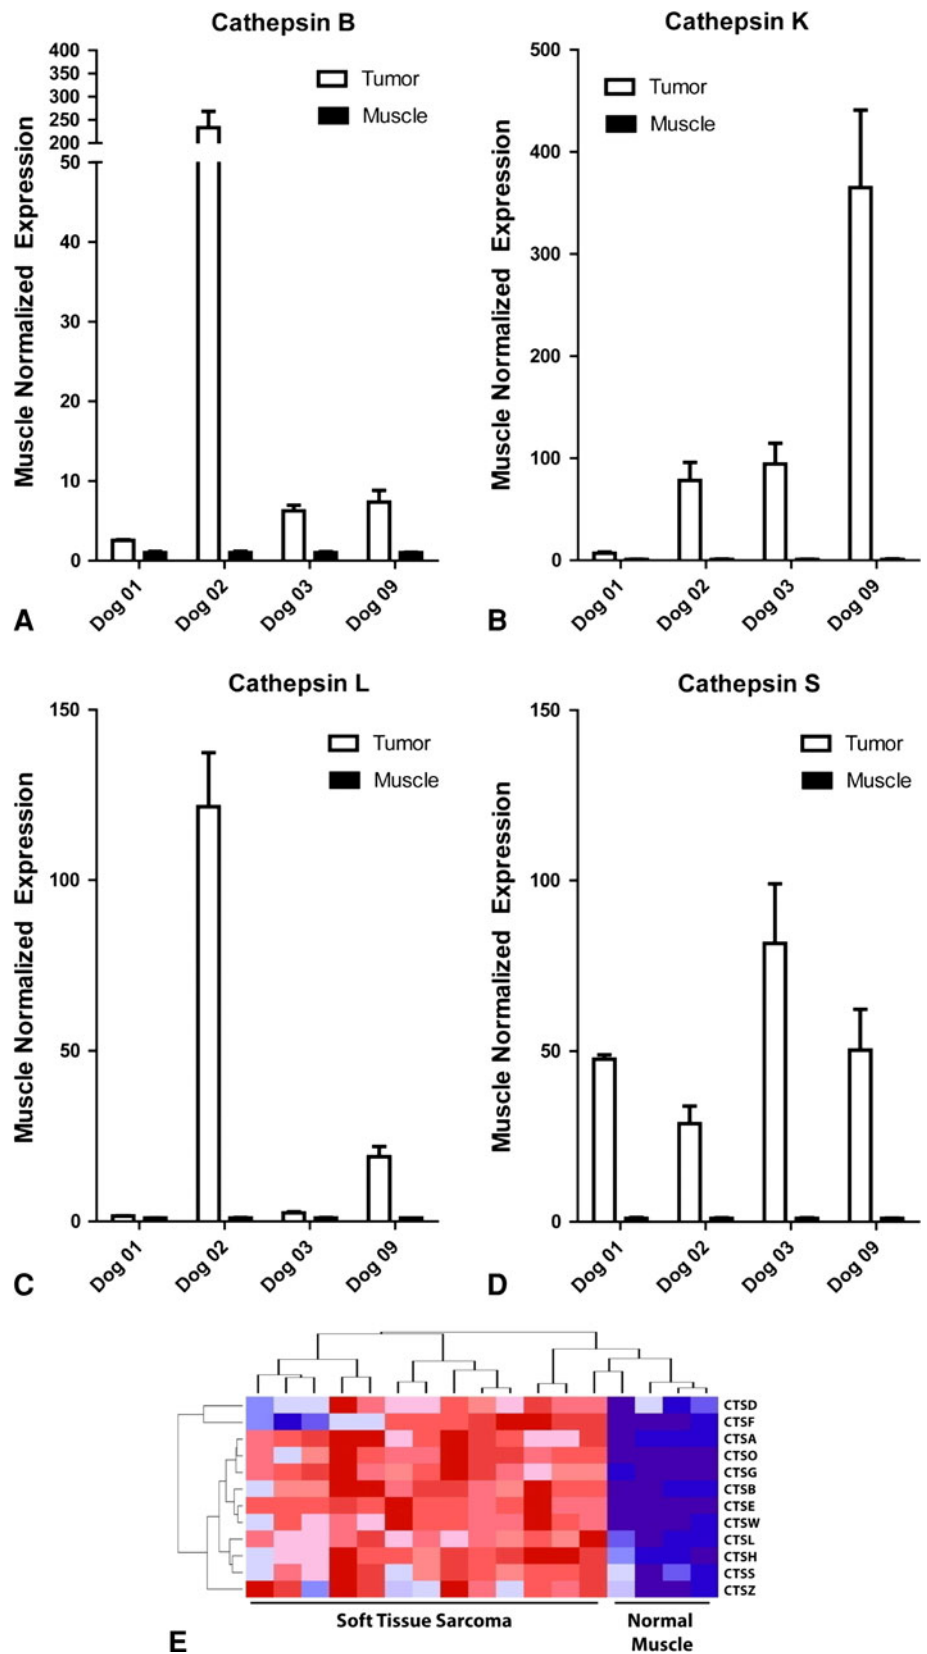 Cathepsin B
400
350
300
250
200
50
40
30
20
10
0
Muscle Normalized Expression
Tumor
Muscle
Dog 01
Dog 02
Dog 03
Dog 09
A
Cathepsin K
500
400
300
200
100
0
Muscle Normalized Expression
Tumor
Muscle
Dog 01
Dog 02
Dog 03
Dog 09
B
Cathepsin L
150
100
50
0
Muscle Normalized Expression
Tumor
Muscle
Dog 01
Dog 02
Dog 03
Dog 09
C
Cathepsin S
150
100
50
0
Muscle Normalized Expression
Tumor
Muscle
Dog 01
Dog 02
Dog 03
Dog 09
D
CTSD
CTSF
CTSA
CTSO
CTSG
CTSB
CTSE
CTSW
CTSL
CTSH
CTSS
CTSZ
Soft Tissue Sarcoma
Normal
Muscle
E